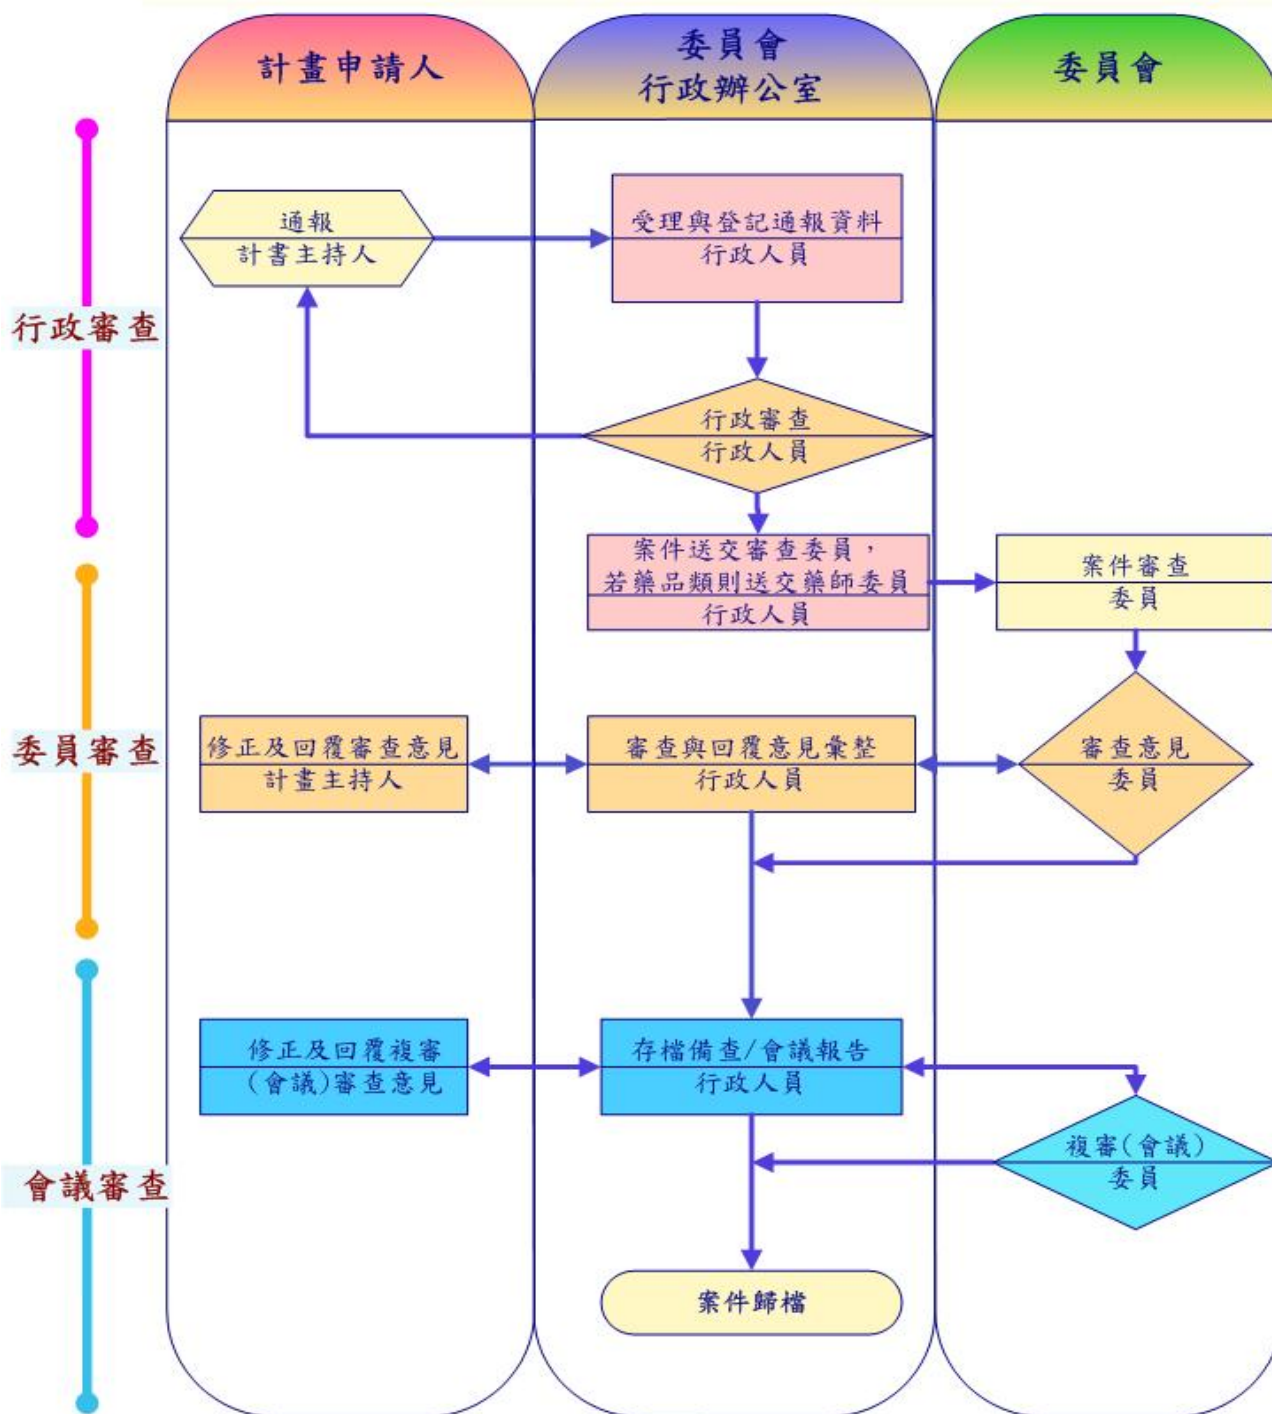 計畫申請人
委員會
行政辦公室
委員會
行政審查
通報
計書主持人
受理與登記通報資料
行政人員
行政審查
行政人員
案件送交審查委員，
若藥品類則送交藥師委員
行政人員
案件審查
委員
委員審查
修正及回覆審查意見
計畫主持人
審查與回覆意見彙整
行政人員
審查意見
委員
會議審查
修正及回覆複審
(會議)審查意見
存檔備查/會議報告
行政人員
複審(會議)
委員
案件歸檔